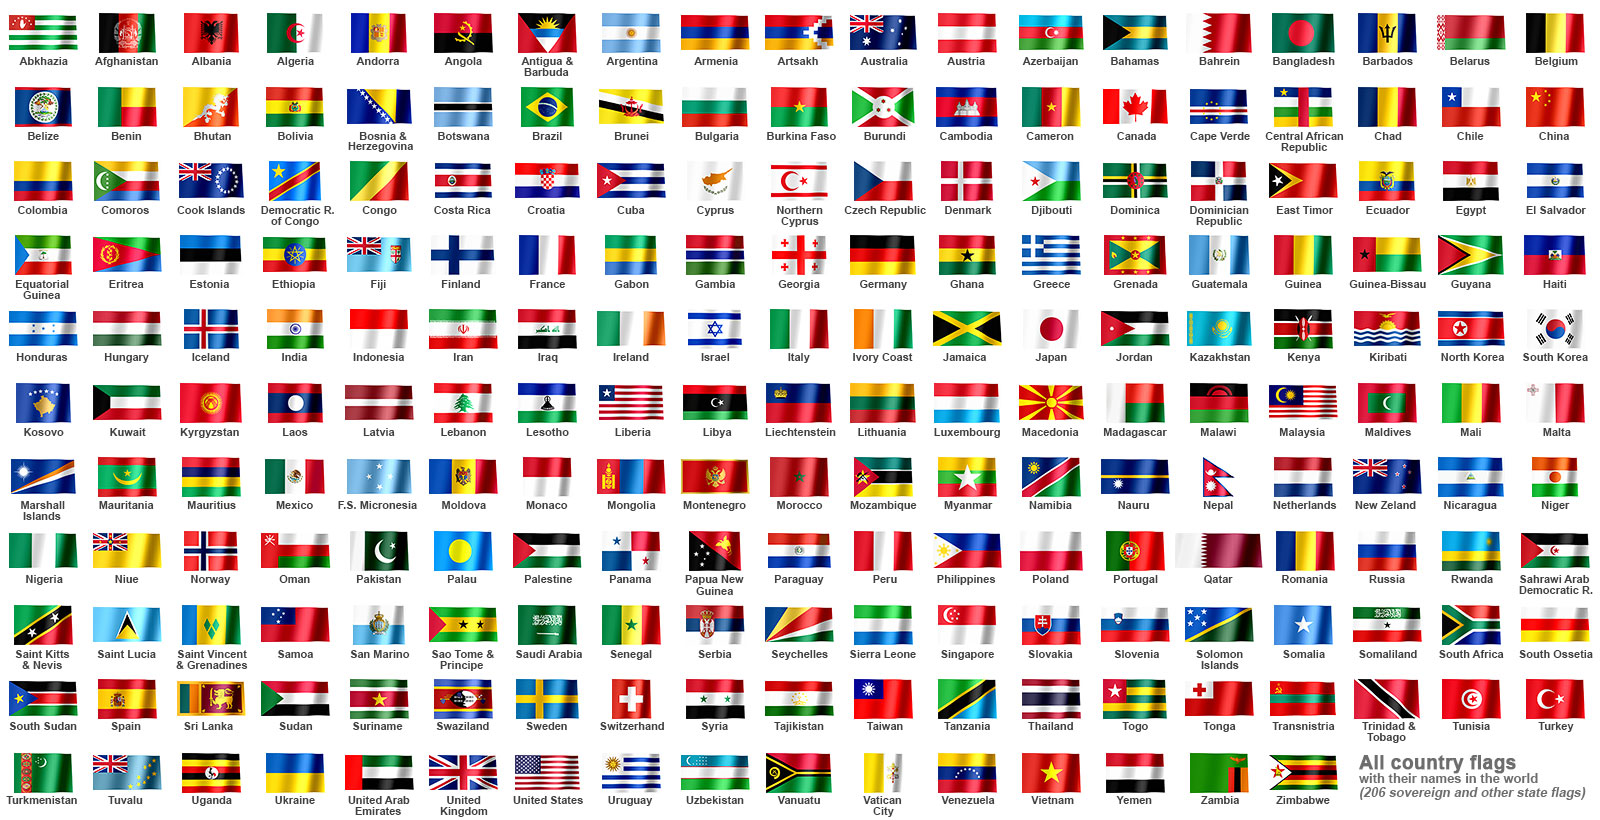 Abkhazia Afghanistan Albania Algeria Andorra Angola Antigua & Barbuda Argentina Armenia Artsakh Australia Austria Azerbaijan Bahamas Bahrein Bangladesh Barbados Belarus Belgium
Belize Benin Bhutan Bolivia Bosnia & Herzegovina Botswana Brazil Brunei Bulgaria Burkina Faso Burundi Cambodia Cameron Canada Cape Verde Central African Republic Chad Chile China
Colombia Comoros Cook Islands Democratic R. of Congo Congo Costa Rica Croatia Cuba Cyprus Northern Cyprus Czech Republic Denmark Djibouti Dominica Dominician Republic East Timor Ecuador Egypt El Salvador
Equatorial Guinea Eritrea Estonia Ethiopia Fiji Finland France Gabon Gambia Georgia Germany Ghana Greece Grenada Guatemala Guinea Guinea-Bissau Guyana Haiti
Honduras Hungary Iceland India Indonesia Iran Iraq Ireland Israel Italy Ivory Coast Jamaica Japan Jordan Kazakhstan Kenya Kiribati North Korea South Korea
Kosovo Kuwait Kyrgyzstan Laos Latvia Lebanon Lesotho Liberia Libya Liechtenstein Lithuania Luxembourg Macedonia Madagascar Malawi Malaysia Maldives Mali Malta
Marshall Islands Mauritania Mauritius Mexico F.S. Micronesia Moldova Monaco Mongolia Montenegro Morocco Mozambique Myanmar Namibia Nauru Nepal Netherlands New Zeland Nicaragua Niger
Nigeria Niue Norway Oman Pakistan Palau Palestine Panama Papua New Guinea Paraguay Peru Philippines Poland Portugal Qatar Romania Russia Rwanda Sahrawi Arab Democratic R.
Saint Kitts & Nevis Saint Lucia Saint Vincent & Grenadines Samoa San Marino Sao Tome & Principe Saudi Arabia Senegal Serbia Seychelles Sierra Leone Singapore Slovakia Slovenia Solomon Islands Somalia Somaliland South Africa South Ossetia
South Sudan Spain Sri Lanka Sudan Suriname Swaziland Sweden Switzerhand Syria Tajikistan Taiwan Tanzania Thailand Togo Tonga Transnistria Trinidad & Tobago Tunisia Turkey
Turkmenistan Tuvalu Uganda Ukraine United Arab Emirates United Kingdom United States Uruguay Uzbekistan Vanuatu Vatican City Venezuela Vietnam Yemen Zambia Zimbabwe
All country flags
with their names in the world
(206 sovereign and other state flags)